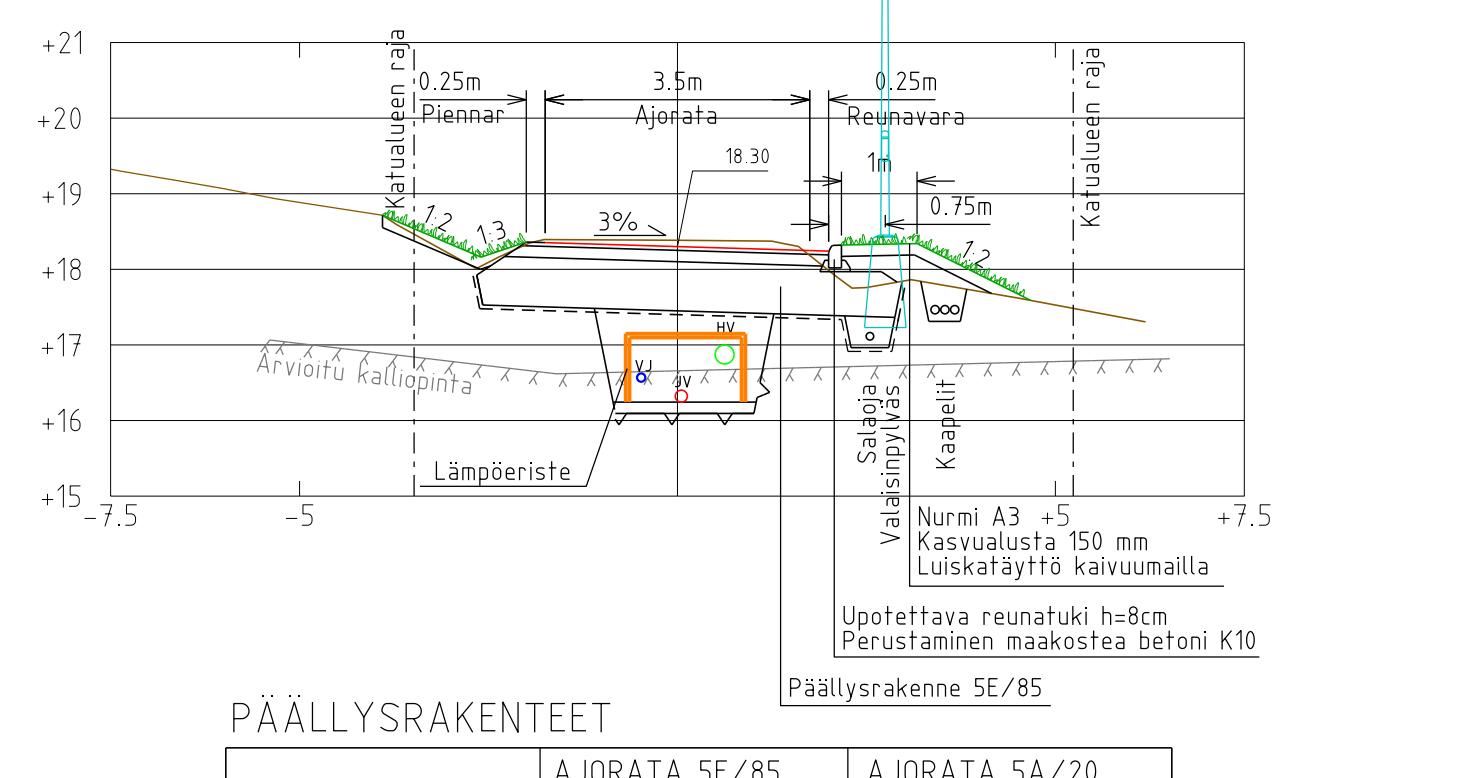 +21
+20
+19
+18
+17
+16
+15
-7.5
-5
+5
+7.5
Katualueen raja
Katualueen raja
0.25m
Piennar
3.5m
Ajorata
0.25m
Reunavara
1m
0.75m
18.30
3%
1:2
1:3
1:2
HV
VJ
JV
Arvioitu kalliopinta
Lämpöeriste
Salaoja
Valaisinpylväs
Kaapelit
Nurmi A3
Kasvualusta 150 mm
Luiskatäyttö kaivuumailla
Upotettava reunatuki h=8cm
Perustaminen maakostea betoni K10
Päällysrakenne 5E/85
PÄÄLLYSRAKENTEET
AJORATA 5E/85
AJORATA 5A/20